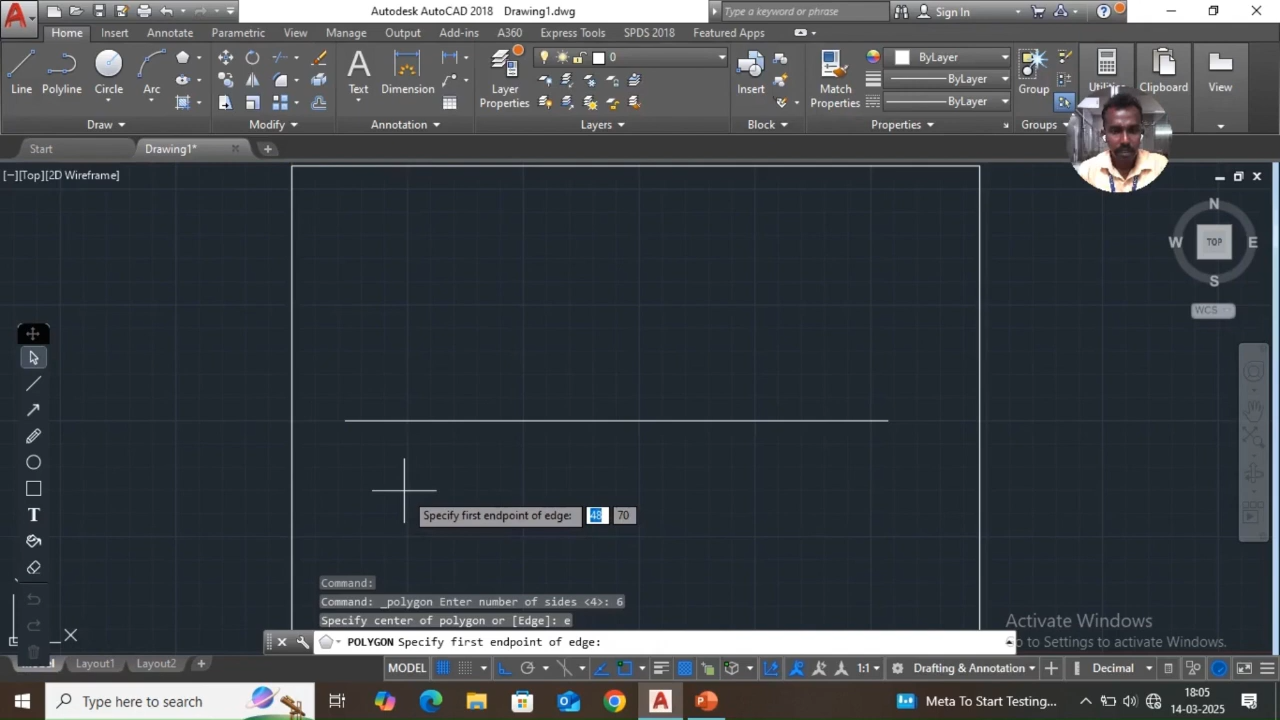 Autodesk AutoCAD 2018 Drawing1.dwg
Type a keyword or phrase
Sign In
Home Insert Annotate Parametric View Manage Output Add-ins A360 Express Tools SPDS 2018 Featured Apps
0
ByLayer
ByLayer
ByLayer
Line Polyline Circle Arc
Text Dimension
Layer
Properties
Insert
Match
Properties
Group
Clipboard
View
Draw Modify Annotation Layers Block Properties Groups
Start Drawing1*
[−][Top][2D Wireframe]
N
W TOP E
S
WCS
T
Specify first endpoint of edge: 48 70
Command:
Command: _polygon Enter number of sides <4>: 6
Specify center of polygon or [Edge]: e
POLYGON Specify first endpoint of edge:
X
Activate Windows
Go to Settings to activate Windows.
Layout1 Layout2
MODEL 1:1 Drafting & Annotation Decimal
Type here to search
Meta To Start Testing...
18:05
14-03-2025